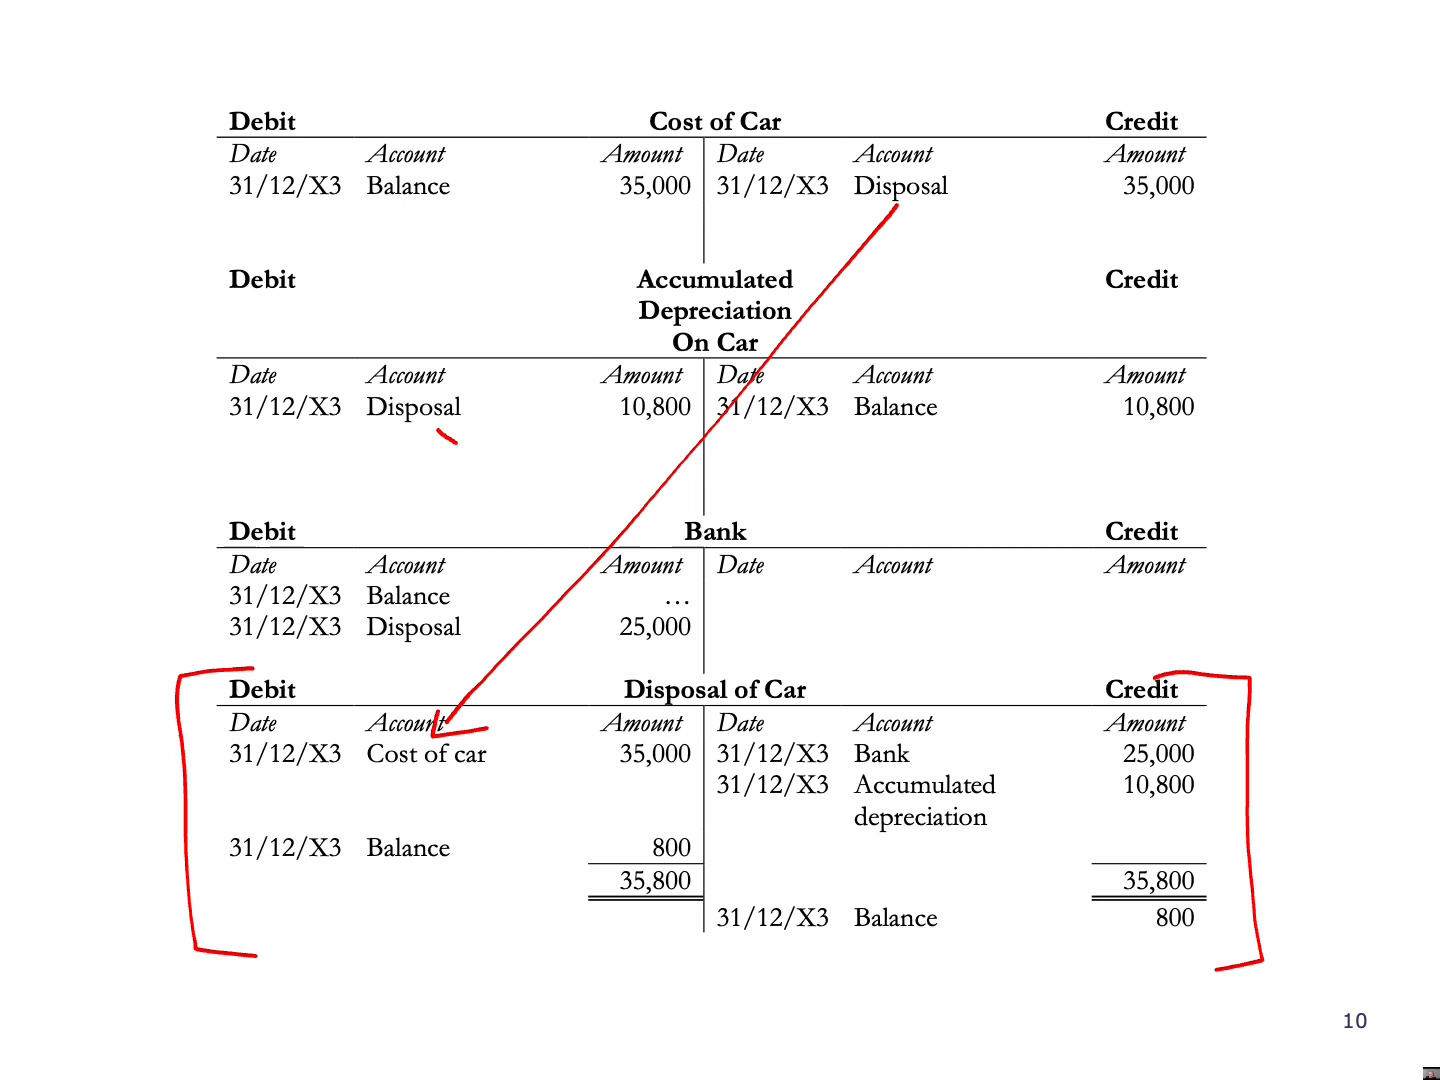 Debit Cost of Car Credit
Date Account Amount Date Account Amount
31/12/X3 Balance 35,000 31/12/X3 Disposal 35,000
Debit Accumulated Credit
Depreciation
On Car
Date Account Amount Date Account Amount
31/12/X3 Disposal 10,800 31/12/X3 Balance 10,800
Debit Bank Credit
Date Account Amount Date Account Amount
31/12/X3 Balance …
31/12/X3 Disposal 25,000
Debit Disposal of Car Credit
Date Account Amount Date Account Amount
31/12/X3 Cost of car 35,000 31/12/X3 Bank 25,000
31/12/X3 Accumulated 10,800
depreciation
31/12/X3 Balance 800
35,800 35,800
31/12/X3 Balance 800
10